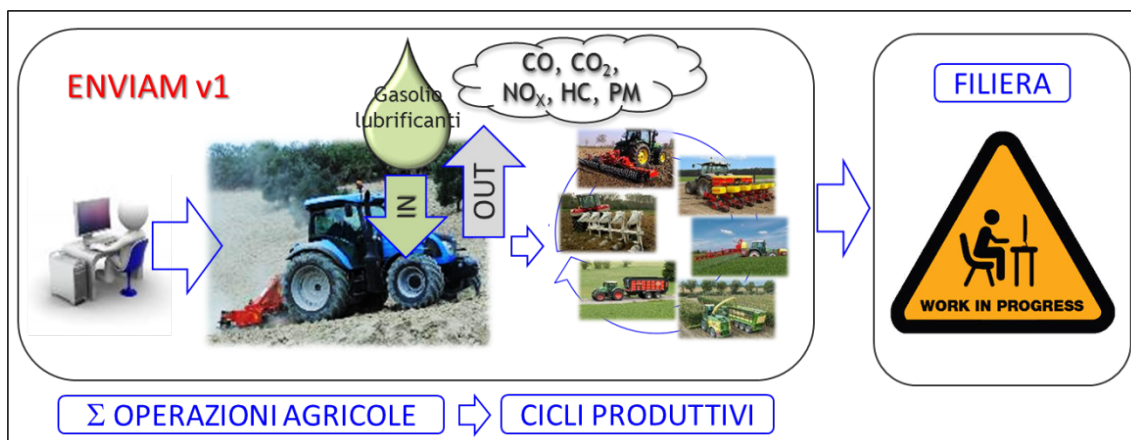 ENVIAM v1
Gasolio
lubrificanti
CO, CO₂,
NOₓ, HC, PM
IN
OUT
FILIERA
WORK IN PROGRESS
Σ OPERAZIONI AGRICOLE
CICLI PRODUTTIVI